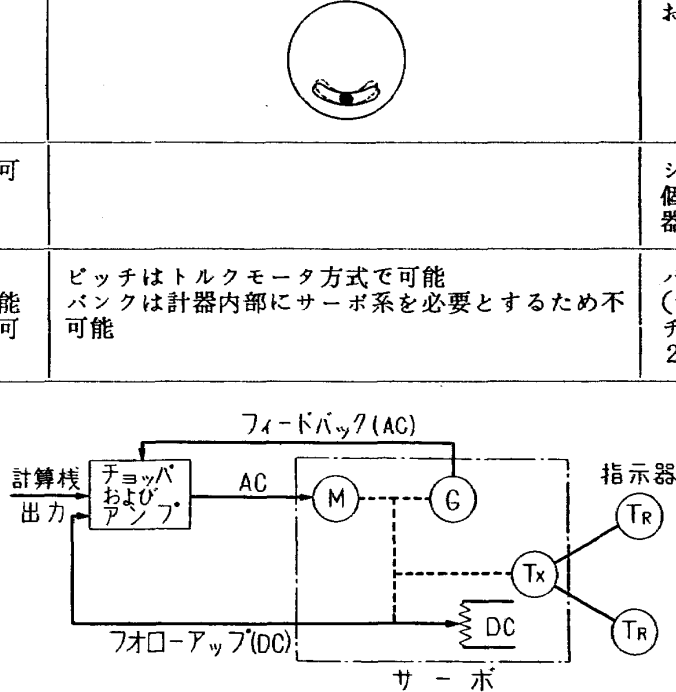 お
可
シ
個
器
能
可
ピッチはトルクモータ方式で可能
バンクは計器内部にサーボ系を必要とするため不
可能
(
チ
2
フィードバック(AC)
計算桟
出力
チョッパ
および
アンプ
AC
M
G
指示器
TR
TX
TR
DC
フオローアップ(DC)
サーボ